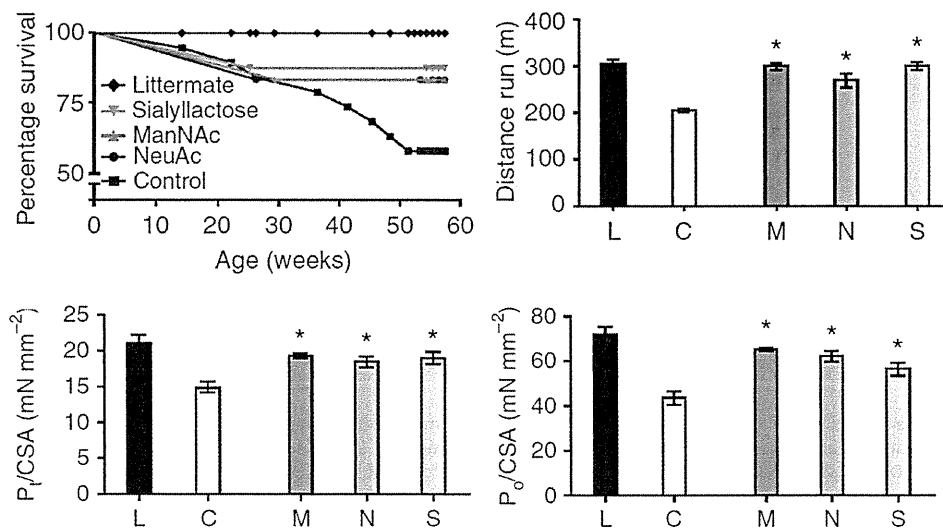 Percentage survival
100
75
50
0 10 20 30 40 50 60
Age (weeks)
Littermate
Sialyllactose
ManNAc
NeuAc
Control
Distance run (m)
400
300
200
100
0
L C M N S
* * *
Pt/CSA (mN mm−2)
25
20
15
10
5
0
L C M N S
* * *
Po/CSA (mN mm−2)
80
60
40
20
0
L C M N S
* * *